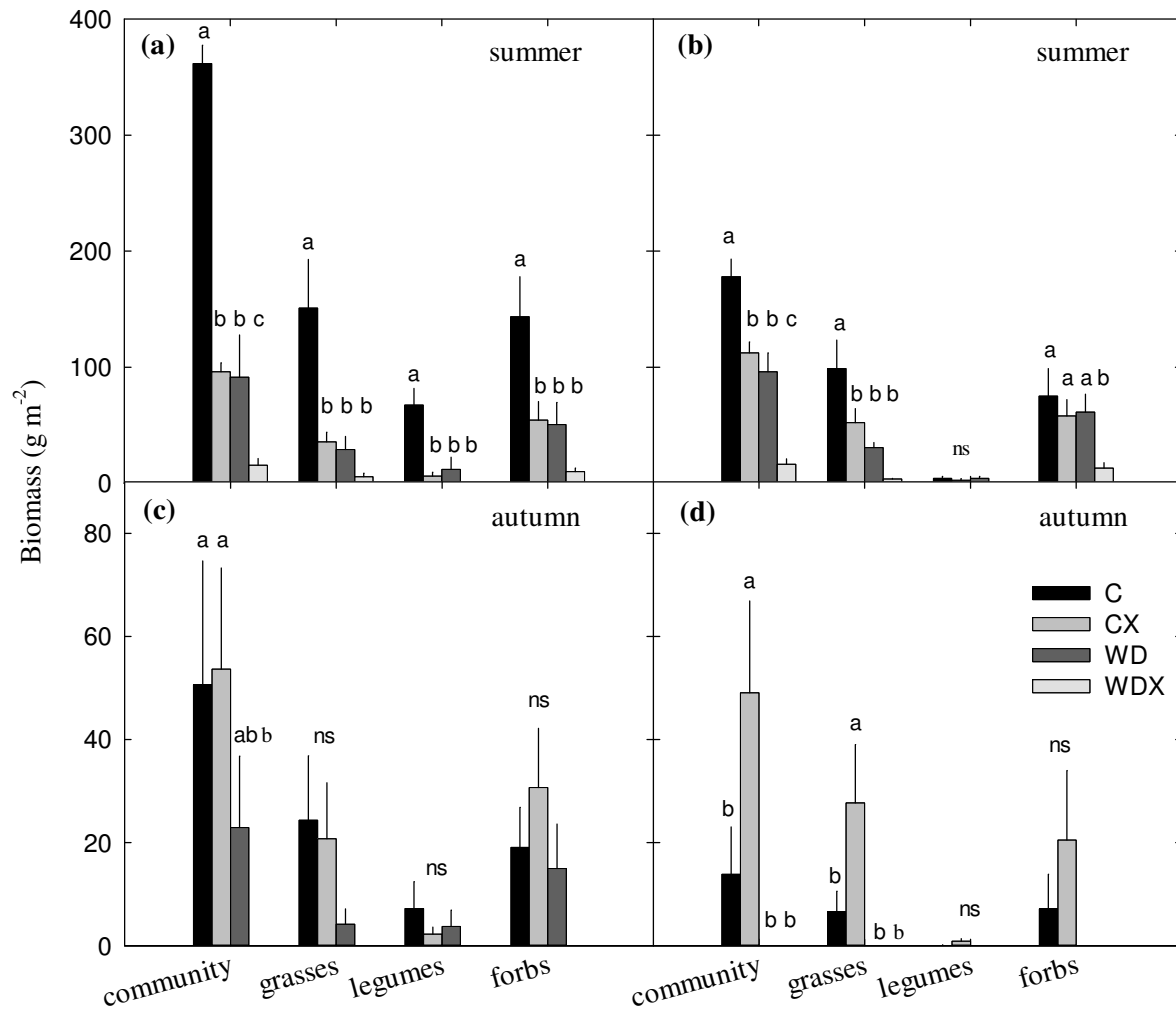 400
300
200
100
0
80
60
40
20
0
Biomass (g m⁻²)
(a)
summer
a
b b c
a
b b b
a
b b b
a
b b b
(b)
summer
a
b b c
a
b b b
ns
a
a a b
(c)
autumn
a a
ab b
ns
ns
ns
(d)
autumn
b
a
b b
b
a
b b
ns
ns
C
CX
WD
WDX
community
grasses
legumes
forbs
community
grasses
legumes
forbs